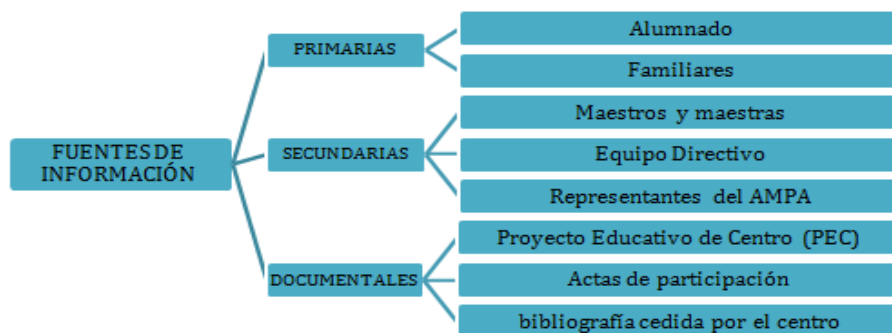 FUENTES DE
INFORMACIÓN
PRIMARIAS
Alumnado
Familiares
SECUNDARIAS
Maestros y maestras
Equipo Directivo
Representantes del AMPA
DOCUMENTALES
Proyecto Educativo de Centro (PEC)
Actas de participación
bibliografía cedida por el centro